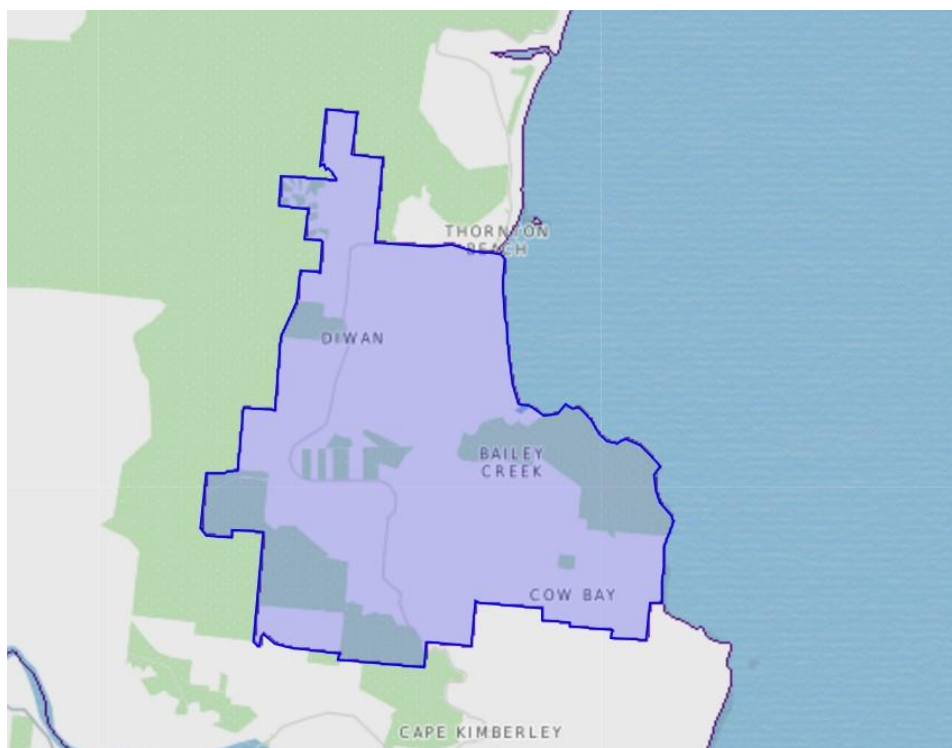 THORNTON
BEACH
DIWAN
BAILEY
CREEK
COW BAY
CAPE KIMBERLEY